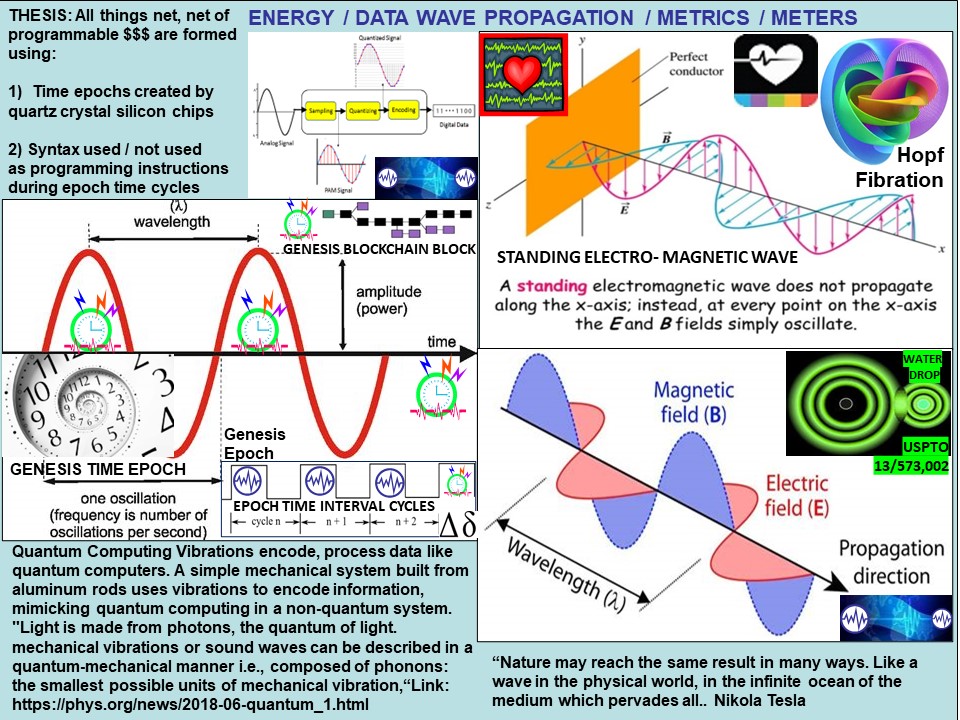 THESIS: All things net, net of
programmable $$$ are formed
using:
1) Time epochs created by
quartz crystal silicon chips
2) Syntax used / not used
as programming instructions
during epoch time cycles
ENERGY / DATA WAVE PROPAGATION / METRICS / METERS
Quantized Signal
Sampling
Quantizing
Encoding
11····1100
Digital Data
Analog Signal
PAM Signal
y
Perfect
conductor
B
E
z
x
Hopf
Fibration
STANDING ELECTRO- MAGNETIC WAVE
A standing electromagnetic wave does not propagate
along the x-axis; instead, at every point on the x-axis
the E and B fields simply oscillate.
(λ)
wavelength
GENESIS BLOCKCHAIN BLOCK
amplitude
(power)
time
GENESIS TIME EPOCH
Genesis
Epoch
one oscillation
(frequency is number of
oscillations per second)
EPOCH TIME INTERVAL CYCLES
cycle n
n + 1
n + 2
Δδ
Magnetic
field (B)
Electric
field (E)
Wavelength (λ)
Propagation
direction
WATER
DROP
USPTO
13/573,002
Quantum Computing Vibrations encode, process data like
quantum computers. A simple mechanical system built from
aluminum rods uses vibrations to encode information,
mimicking quantum computing in a non-quantum system.
"Light is made from photons, the quantum of light.
mechanical vibrations or sound waves can be described in a
quantum-mechanical manner i.e., composed of phonons:
the smallest possible units of mechanical vibration,“Link:
https://phys.org/news/2018-06-quantum_1.html
“Nature may reach the same result in many ways. Like a
wave in the physical world, in the infinite ocean of the
medium which pervades all.. Nikola Tesla